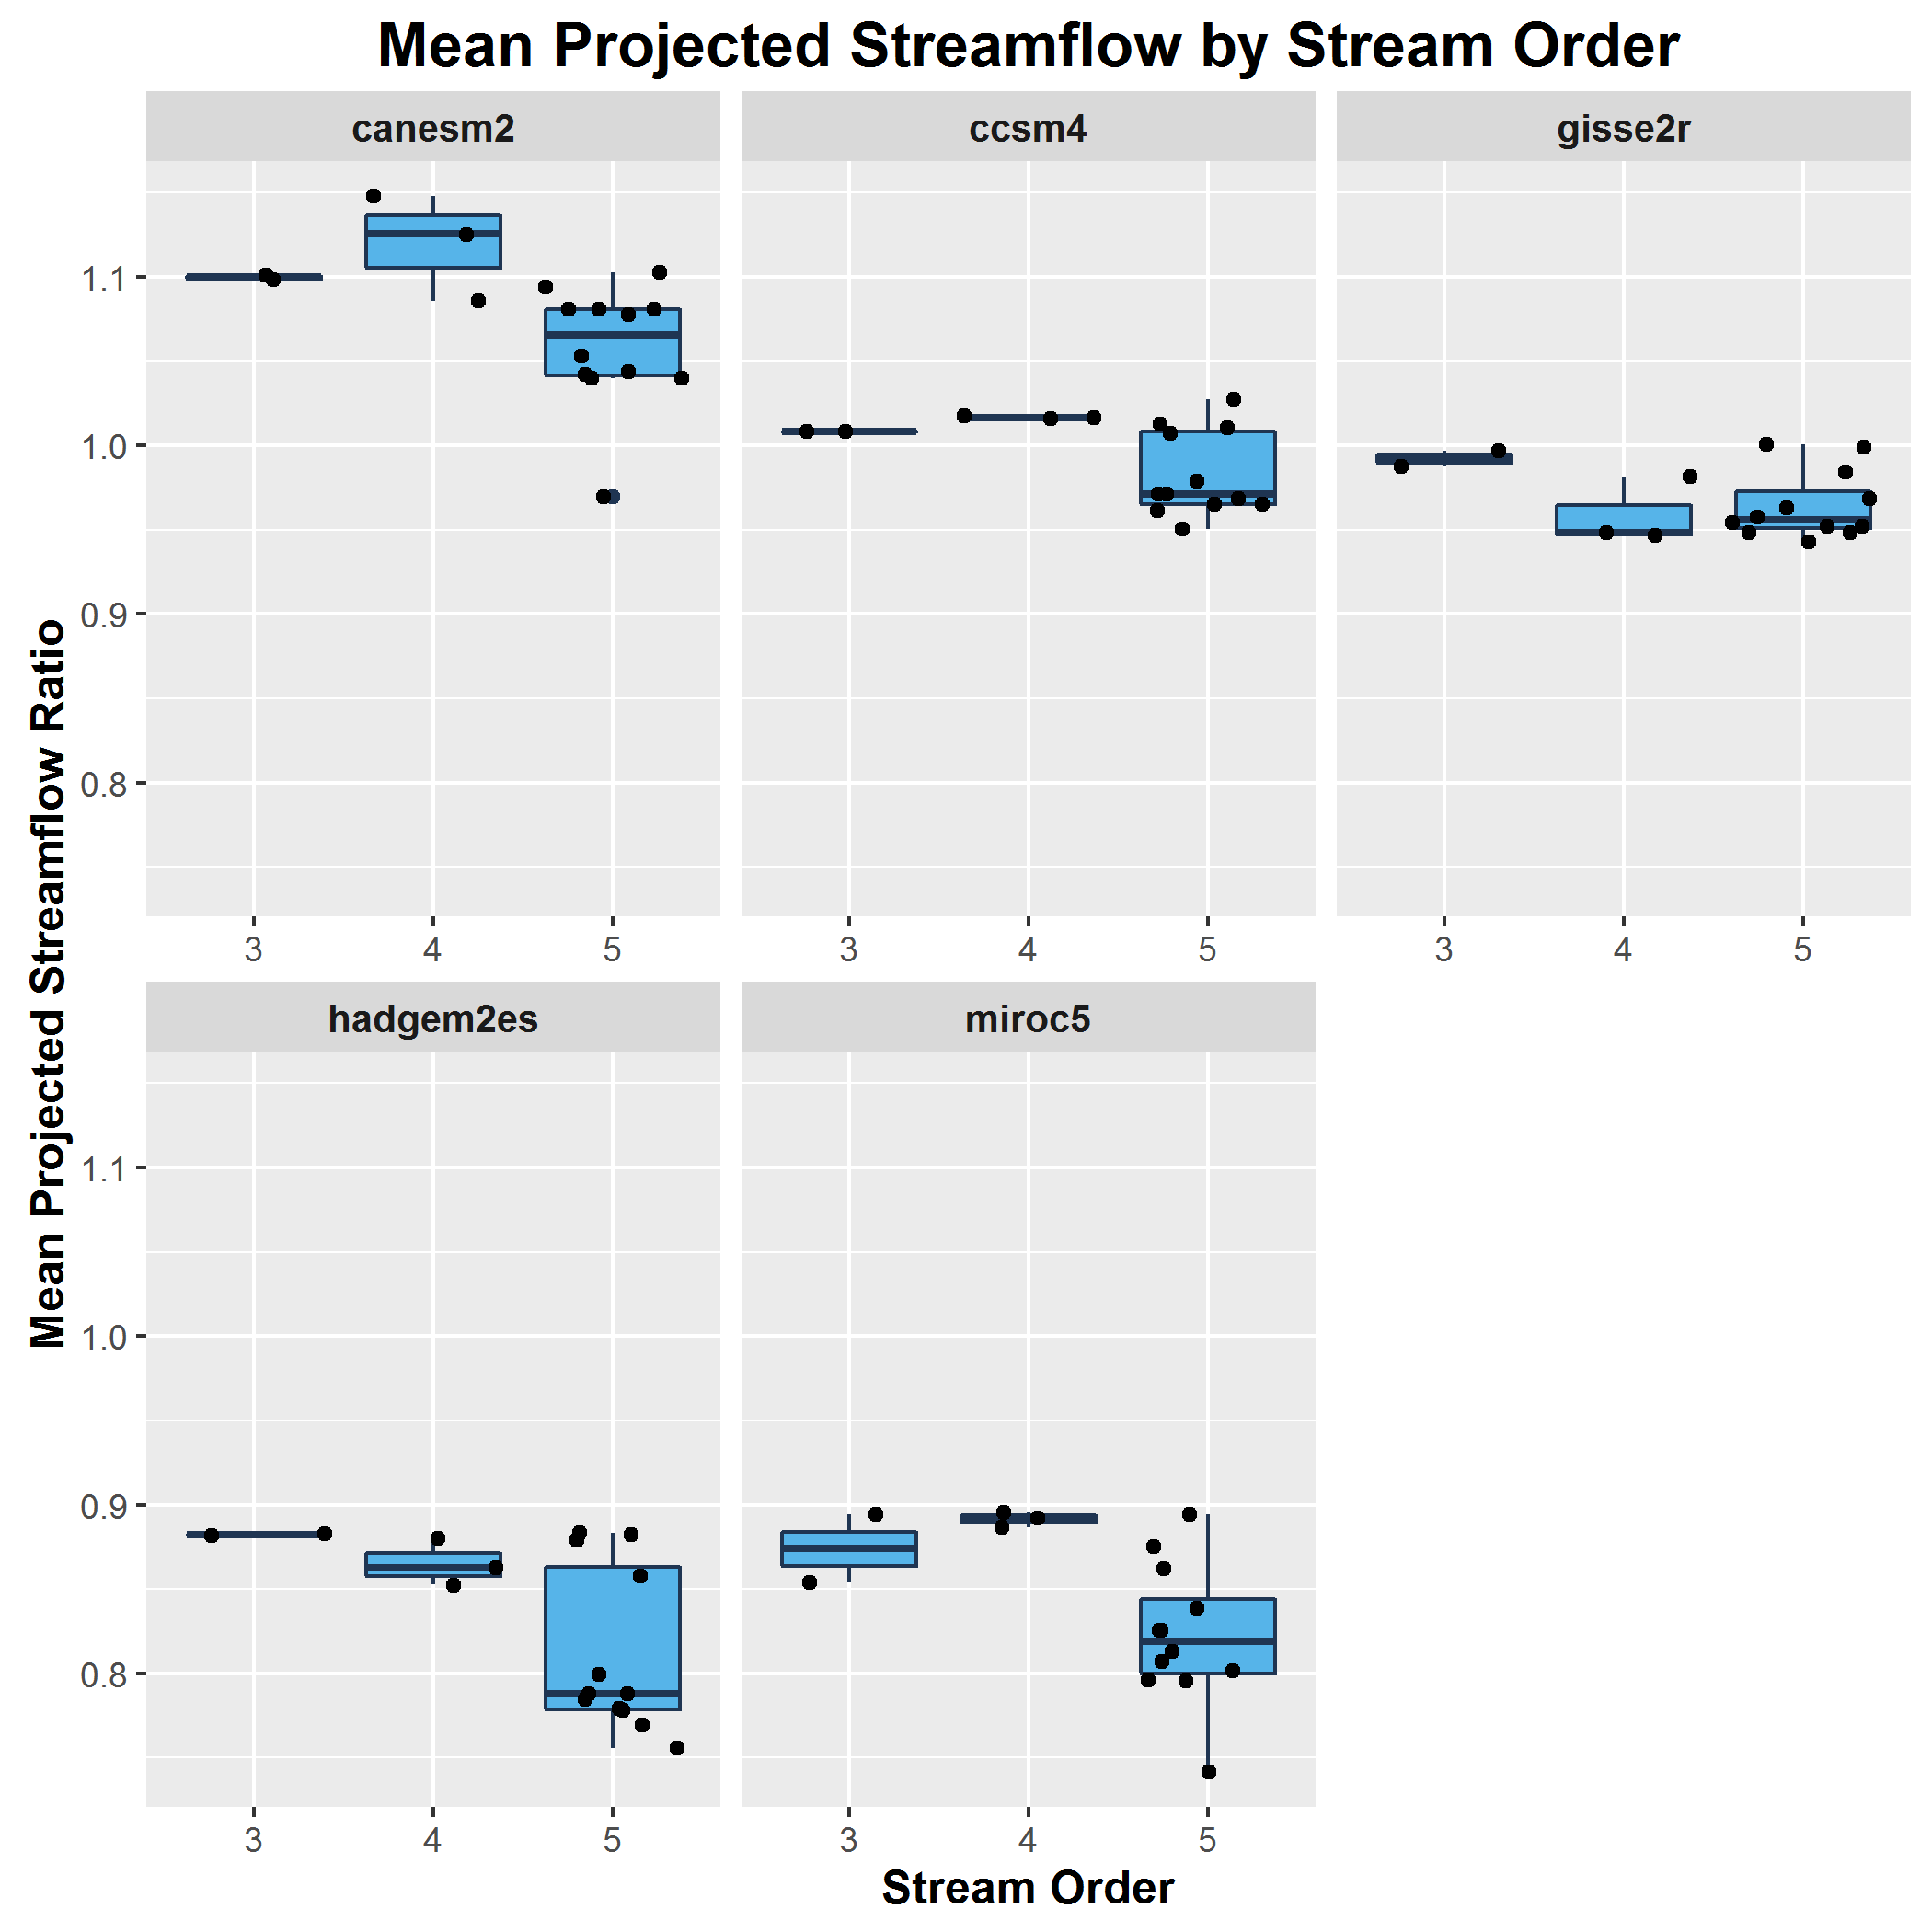 Mean Projected Streamflow by Stream Order
canesm2
ccsm4
gisse2r
1.1
1.0
0.9
0.8
3 4 5
3 4 5
3 4 5
Mean Projected Streamflow Ratio
hadgem2es
miroc5
1.1
1.0
0.9
0.8
3 4 5
3 4 5
Stream Order